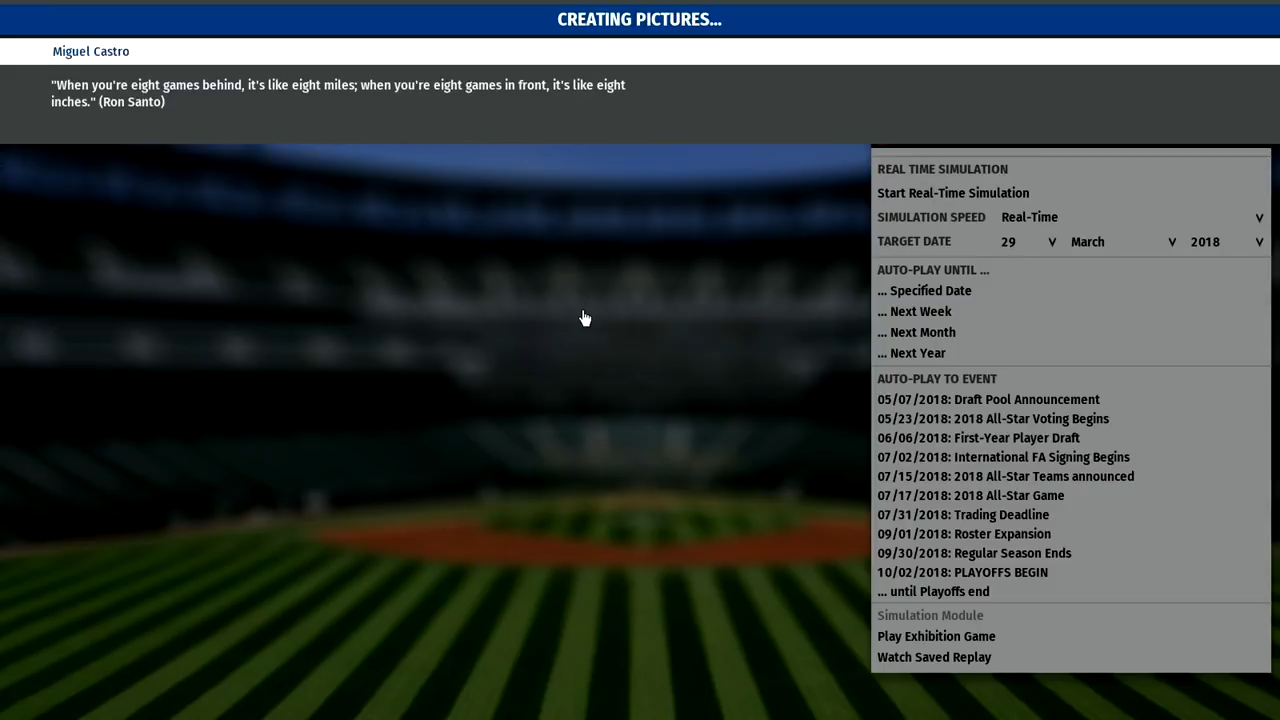 CREATING PICTURES...
Miguel Castro
"When you're eight games behind, it's like eight miles; when you're eight games in front, it's like eight
inches." (Ron Santo)
REAL TIME SIMULATION
Start Real-Time Simulation
SIMULATION SPEED Real-Time
TARGET DATE 29 March 2018
AUTO-PLAY UNTIL ...
... Specified Date
... Next Week
... Next Month
... Next Year
AUTO-PLAY TO EVENT
05/07/2018: Draft Pool Announcement
05/23/2018: 2018 All-Star Voting Begins
06/06/2018: First-Year Player Draft
07/02/2018: International FA Signing Begins
07/15/2018: 2018 All-Star Teams announced
07/17/2018: 2018 All-Star Game
07/31/2018: Trading Deadline
09/01/2018: Roster Expansion
09/30/2018: Regular Season Ends
10/02/2018: PLAYOFFS BEGIN
... until Playoffs end
Simulation Module
Play Exhibition Game
Watch Saved Replay